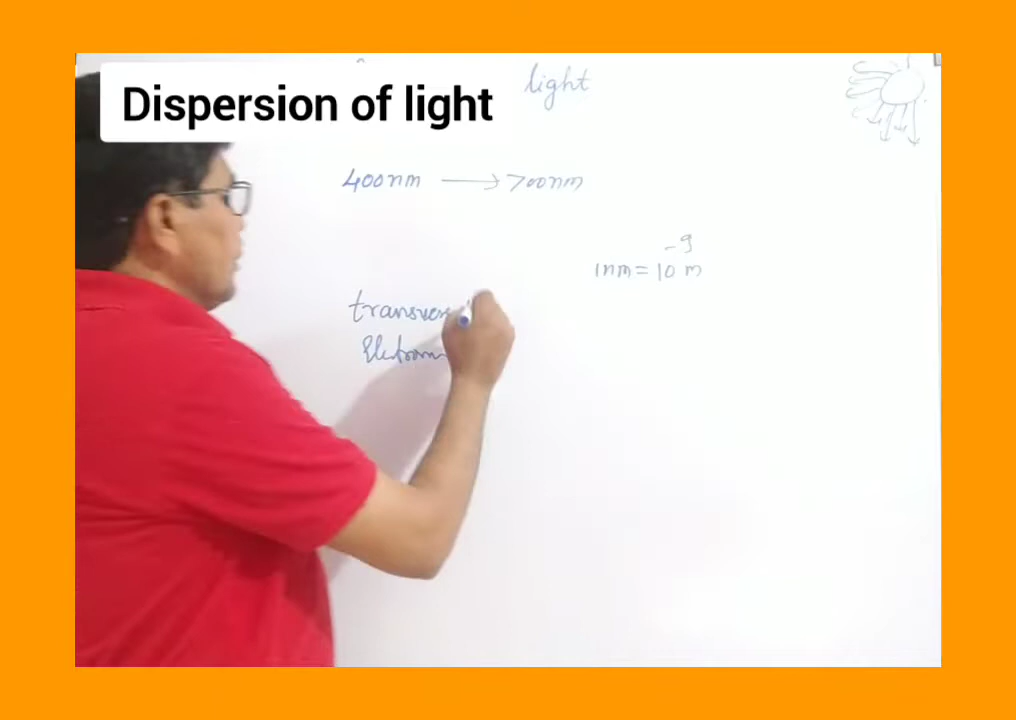 Dispersion of light
light
400nm → 700nm
-9
1nm = 10 m